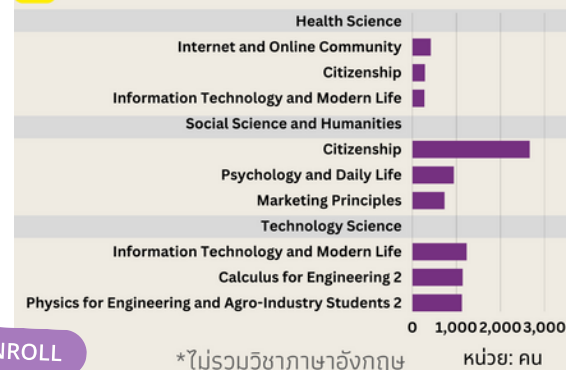 Health Science
Internet and Online Community
Citizenship
Information Technology and Modern Life
Social Science and Humanities
Citizenship
Psychology and Daily Life
Marketing Principles
Technology Science
Information Technology and Modern Life
Calculus for Engineering 2
Physics for Engineering and Agro-Industry Students 2
0 1,000 2,000 3,000
NROLL
*ไม่รวมวิชาภาษาอังกฤษ
หน่วย: คน